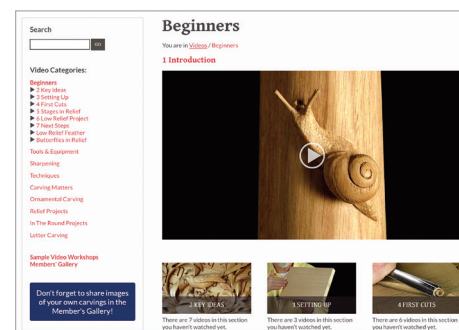 Search
GO
Video Categories:
Beginners
2 Key Ideas
3 Setting Up
4 First Cuts
5 Stages in Relief
6 Low Relief Project
7 Next Steps
Low Relief Feather
Butterflies in Relief
Tools & Equipment
Sharpening
Techniques
Carving Matters
Ornamental Carving
Relief Projects
In The Round Projects
Letter Carving
Sample Video Workshops
Members' Gallery
Don't forget to share images
of your own carvings in the
Member's Gallery!
Beginners
You are in Videos / Beginners
1 Introduction
2 KEY IDEAS
There are 7 videos in this section
you haven't watched yet.
3 SETTING UP
There are 2 videos in this section
you haven't watched yet.
4 FIRST CUTS
There are 6 videos in this section
you haven't watched yet.